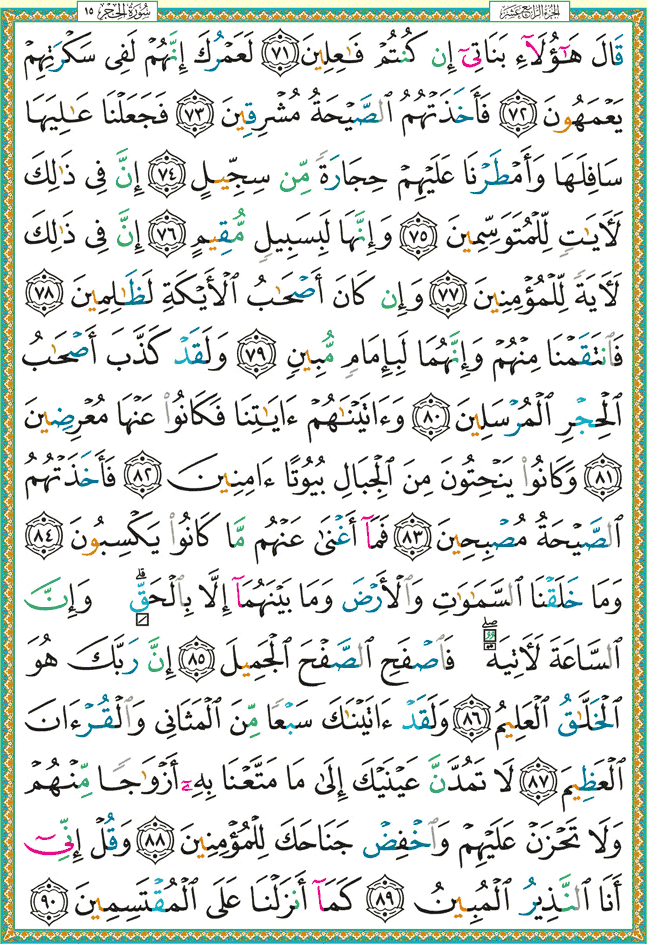 الجزء الرابع عشر
سُورَةُ الحِجْرِ ١٥
قَالَ هَٰٓؤُلَآءِ بَنَاتِىٓ إِن كُنتُمْ فَٰعِلِينَ ٧١ لَعَمْرُكَ إِنَّهُمْ لَفِى سَكْرَتِهِمْ
يَعْمَهُونَ ٧٢ فَأَخَذَتْهُمُ ٱلصَّيْحَةُ مُشْرِقِينَ ٧٣ فَجَعَلْنَا عَٰلِيَهَا
سَافِلَهَا وَأَمْطَرْنَا عَلَيْهِمْ حِجَارَةً مِّن سِجِّيلٍ ٧٤ إِنَّ فِى ذَٰلِكَ
لَءَايَٰتٍ لِّلْمُتَوَسِّمِينَ ٧٥ وَإِنَّهَا لَبِسَبِيلٍ مُّقِيمٍ ٧٦ إِنَّ فِى ذَٰلِكَ
لَءَايَةً لِّلْمُؤْمِنِينَ ٧٧ وَإِن كَانَ أَصْحَٰبُ ٱلْأَيْكَةِ لَظَٰلِمِينَ ٧٨
فَٱنتَقَمْنَا مِنْهُمْ وَإِنَّهُمَا لَبِإِمَامٍ مُّبِينٍ ٧٩ وَلَقَدْ كَذَّبَ أَصْحَٰبُ
ٱلْحِجْرِ ٱلْمُرْسَلِينَ ٨٠ وَءَاتَيْنَٰهُمْ ءَايَٰتِنَا فَكَانُوا۟ عَنْهَا مُعْرِضِينَ
٨١ وَكَانُوا۟ يَنْحِتُونَ مِنَ ٱلْجِبَالِ بُيُوتًا ءَامِنِينَ ٨٢ فَأَخَذَتْهُمُ
ٱلصَّيْحَةُ مُصْبِحِينَ ٨٣ فَمَآ أَغْنَىٰ عَنْهُم مَّا كَانُوا۟ يَكْسِبُونَ ٨٤
وَمَا خَلَقْنَا ٱلسَّمَٰوَٰتِ وَٱلْأَرْضَ وَمَا بَيْنَهُمَآ إِلَّا بِٱلْحَقِّ ۗ وَإِنَّ
ٱلسَّاعَةَ لَءَاتِيَةٌ ۖ فَٱصْفَحِ ٱلصَّفْحَ ٱلْجَمِيلَ ٨٥ إِنَّ رَبَّكَ هُوَ
ٱلْخَلَّٰقُ ٱلْعَلِيمُ ٨٦ وَلَقَدْ ءَاتَيْنَٰكَ سَبْعًا مِّنَ ٱلْمَثَانِى وَٱلْقُرْءَانَ
ٱلْعَظِيمَ ٨٧ لَا تَمُدَّنَّ عَيْنَيْكَ إِلَىٰ مَا مَتَّعْنَا بِهِۦٓ أَزْوَٰجًا مِّنْهُمْ
وَلَا تَحْزَنْ عَلَيْهِمْ وَٱخْفِضْ جَنَاحَكَ لِلْمُؤْمِنِينَ ٨٨ وَقُلْ إِنِّىٓ
أَنَا ٱلنَّذِيرُ ٱلْمُبِينُ ٨٩ كَمَآ أَنزَلْنَا عَلَى ٱلْمُقْتَسِمِينَ ٩٠